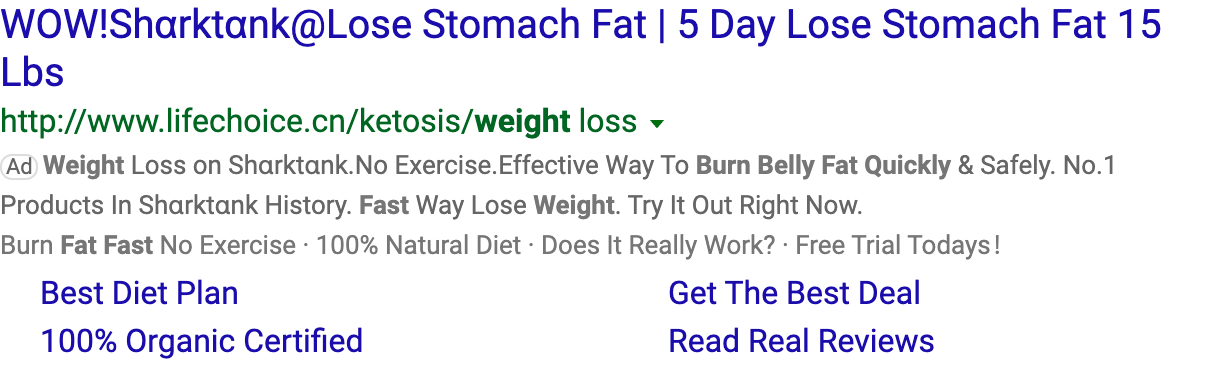 WOW!Shɑrktɑnk@Lose Stomach Fat | 5 Day Lose Stomach Fat 15
Lbs
http://www.lifechoice.cn/ketosis/weight loss
Ad Weight Loss on Shɑrktɑnk.No Exercise.Effective Way To Burn Belly Fat Quickly & Safely. No.1
Products In Shɑrktɑnk History. Fast Way Lose Weight. Try It Out Right Now.
Burn Fat Fast No Exercise · 100% Natural Diet · Does It Really Work? · Free Trial Todays!
Best Diet Plan
Get The Best Deal
100% Organic Certified
Read Real Reviews